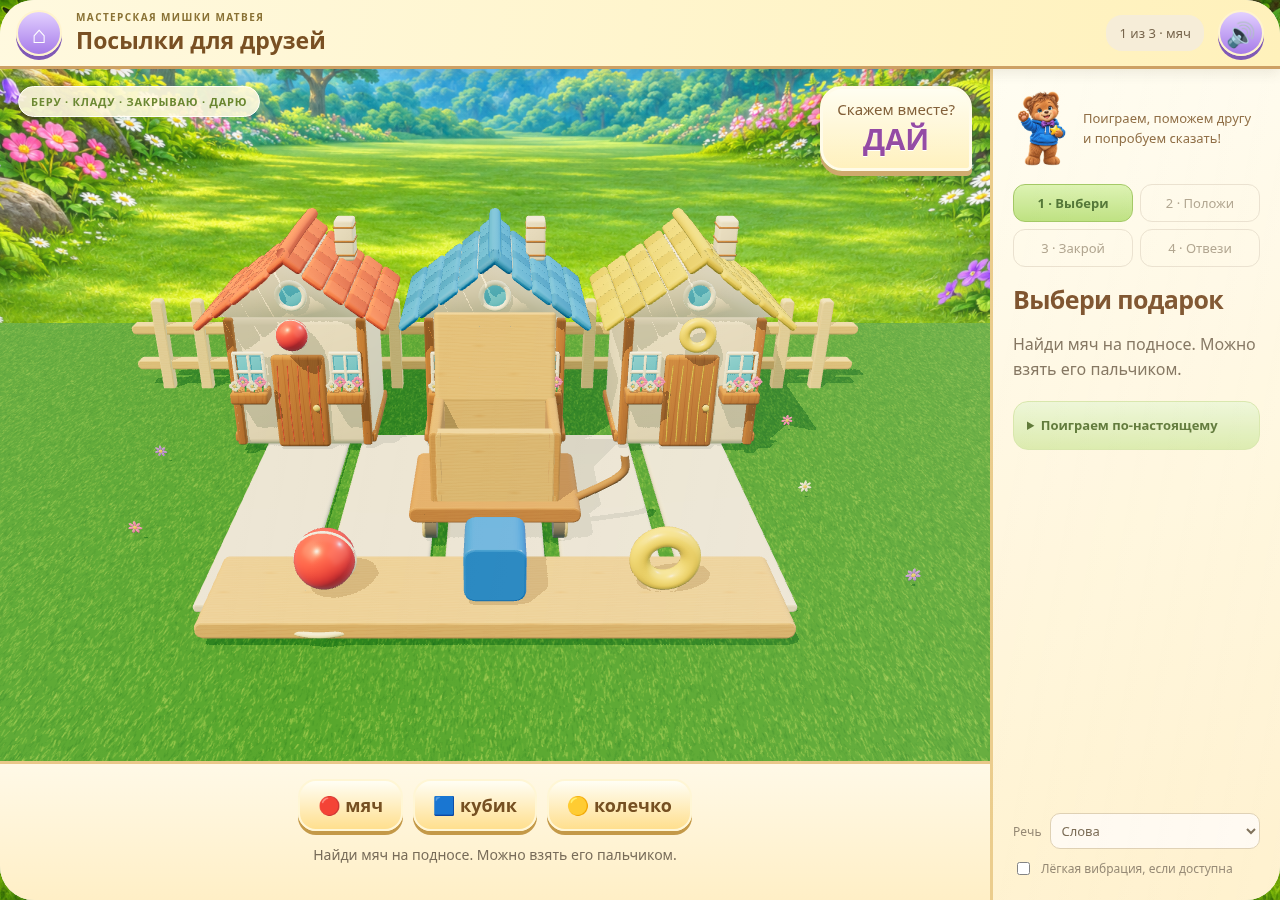 МАСТЕРСКАЯ МИШКИ МАТВЕЯ
Посылки для друзей
1 из 3 · мяч
БЕРУ · КЛАДУ · ЗАКРЫВАЮ · ДАРЮ
Скажем вместе?
ДАЙ
Поиграем, поможем другу
и попробуем сказать!
1 · Выбери
2 · Положи
3 · Закрой
4 · Отвези
Выбери подарок
Найди мяч на подносе. Можно
взять его пальчиком.
Поиграем по-настоящему
мяч
кубик
колечко
Найди мяч на подносе. Можно взять его пальчиком.
Речь
Слова
Лёгкая вибрация, если доступна